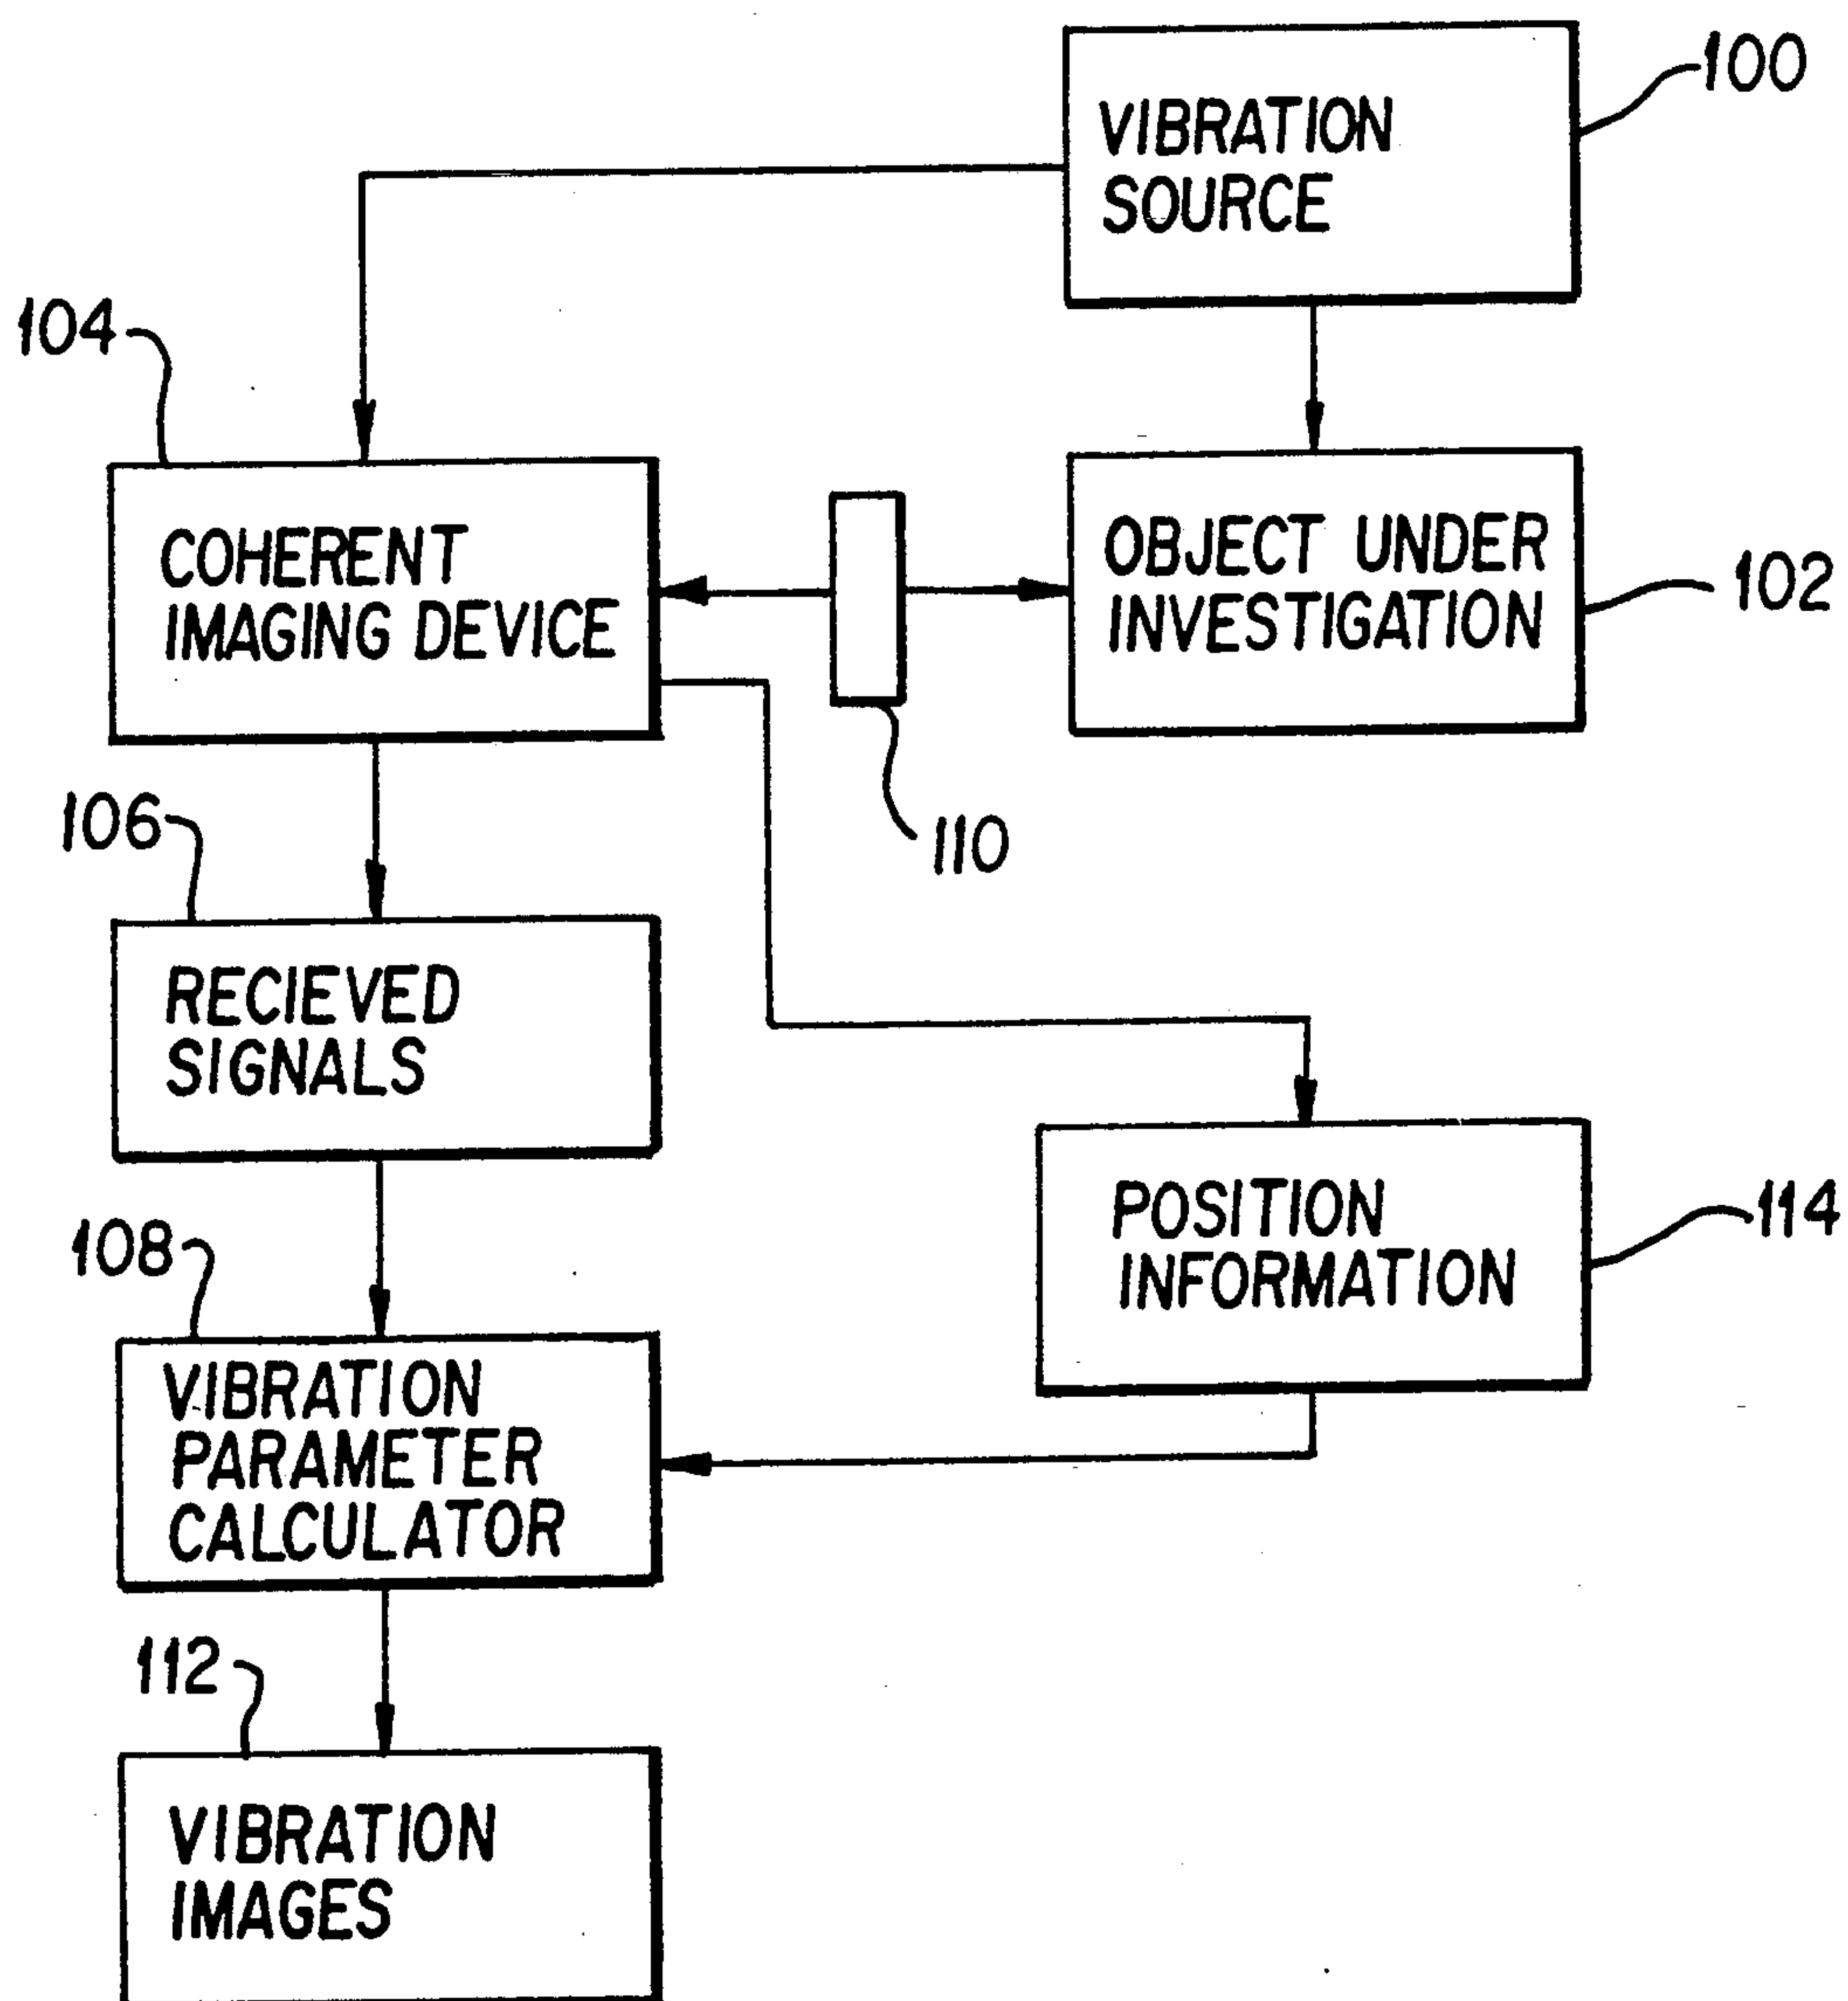 100
VIBRATION
SOURCE
104
COHERENT
IMAGING DEVICE
OBJECT UNDER
INVESTIGATION
102
106
110
RECIEVED
SIGNALS
108
POSITION
INFORMATION
114
VIBRATION
PARAMETER
CALCULATOR
112
VIBRATION
IMAGES